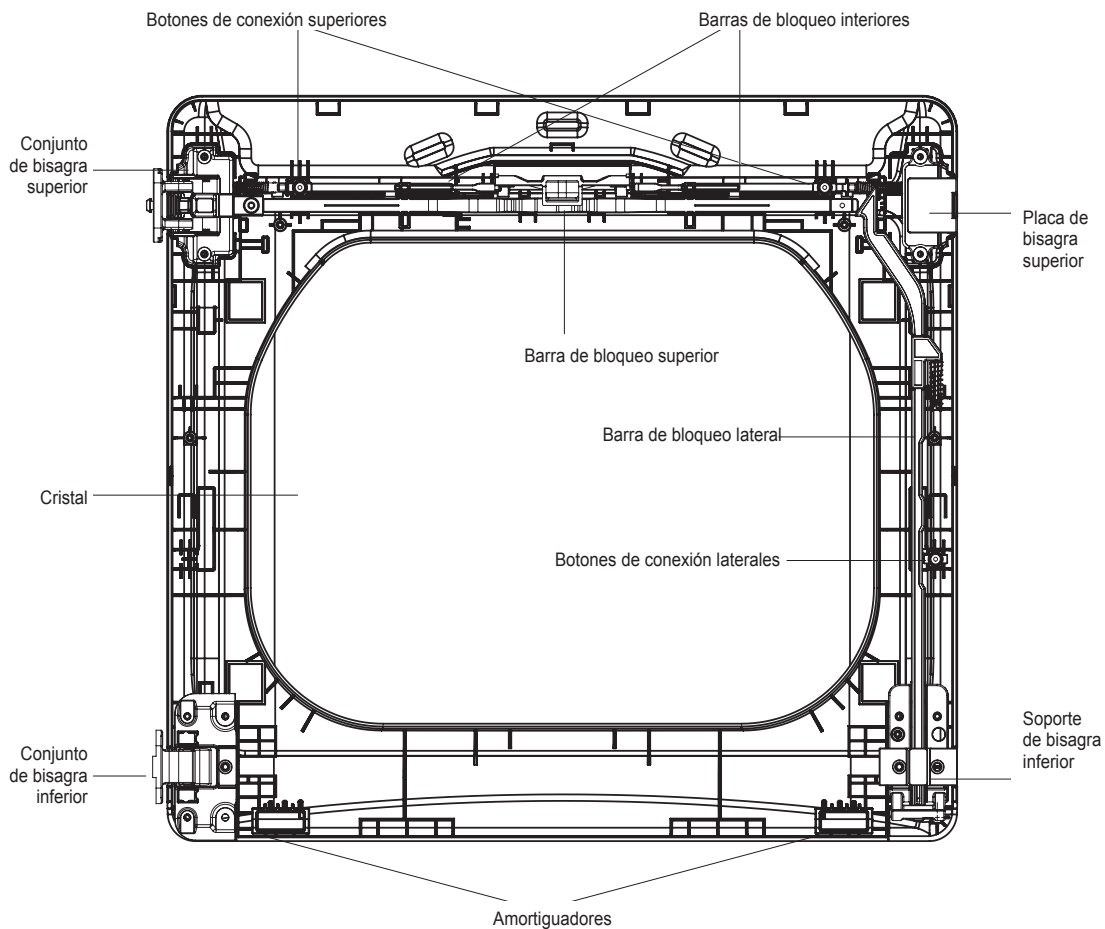 Botones de conexión superiores
Barras de bloqueo interiores
Conjunto
de bisagra
superior
Placa de
bisagra
superior
Barra de bloqueo superior
Barra de bloqueo lateral
Cristal
Botones de conexión laterales
Conjunto
de bisagra
inferior
Soporte
de bisagra
inferior
Amortiguadores